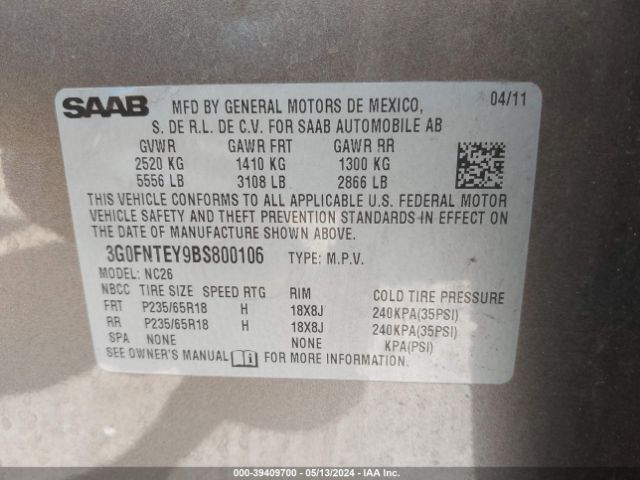 SAAB MFD BY GENERAL MOTORS DE MEXICO, 04/11
S. DE R.L. DE C.V. FOR SAAB AUTOMOBILE AB
GVWR GAWR FRT GAWR RR
2520 KG 1410 KG 1300 KG
5556 LB 3108 LB 2866 LB
THIS VEHICLE CONFORMS TO ALL APPLICABLE U.S. FEDERAL MOTOR
VEHICLE SAFETY AND THEFT PREVENTION STANDARDS IN EFFECT ON
THE DATE OF MANUFACTURE SHOWN ABOVE.
3G0FNTEY9BS800106 TYPE: M.P.V.
MODEL: NC26
NBCC TIRE SIZE SPEED RTG RIM COLD TIRE PRESSURE
FRT P235/65R18 H 18X8J 240KPA(35PSI)
RR P235/65R18 H 18X8J 240KPA(35PSI)
SPA NONE NONE KPA(PSI)
SEE OWNER'S MANUAL FOR MORE INFORMATION.
000-39409700 - 05/13/2024 - IAA Inc.